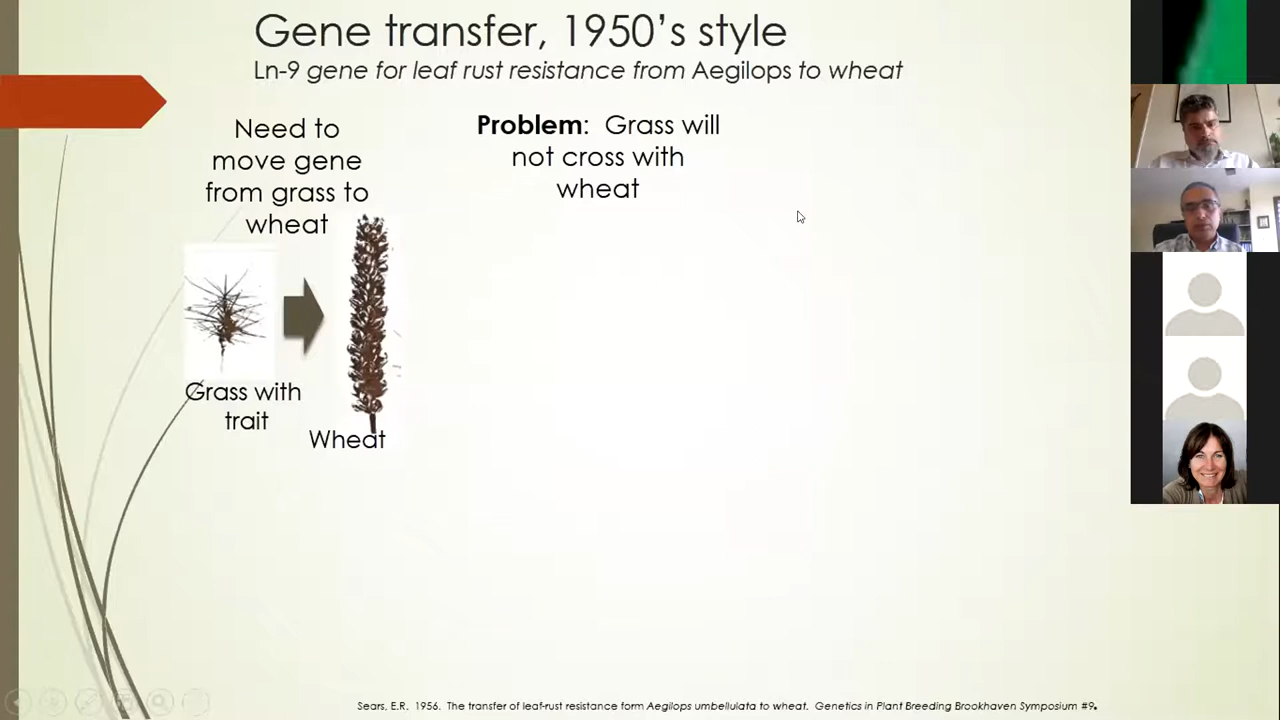 Gene transfer, 1950's style
Ln-9 gene for leaf rust resistance from Aegilops to wheat
Need to
move gene
from grass to
wheat
Grass with
trait
Wheat
Problem: Grass will
not cross with
wheat
Sears, E.R. 1956. The transfer of leaf-rust resistance form Aegilops umbellulata to wheat. Genetics in Plant Breeding Brookhaven Symposium #9.